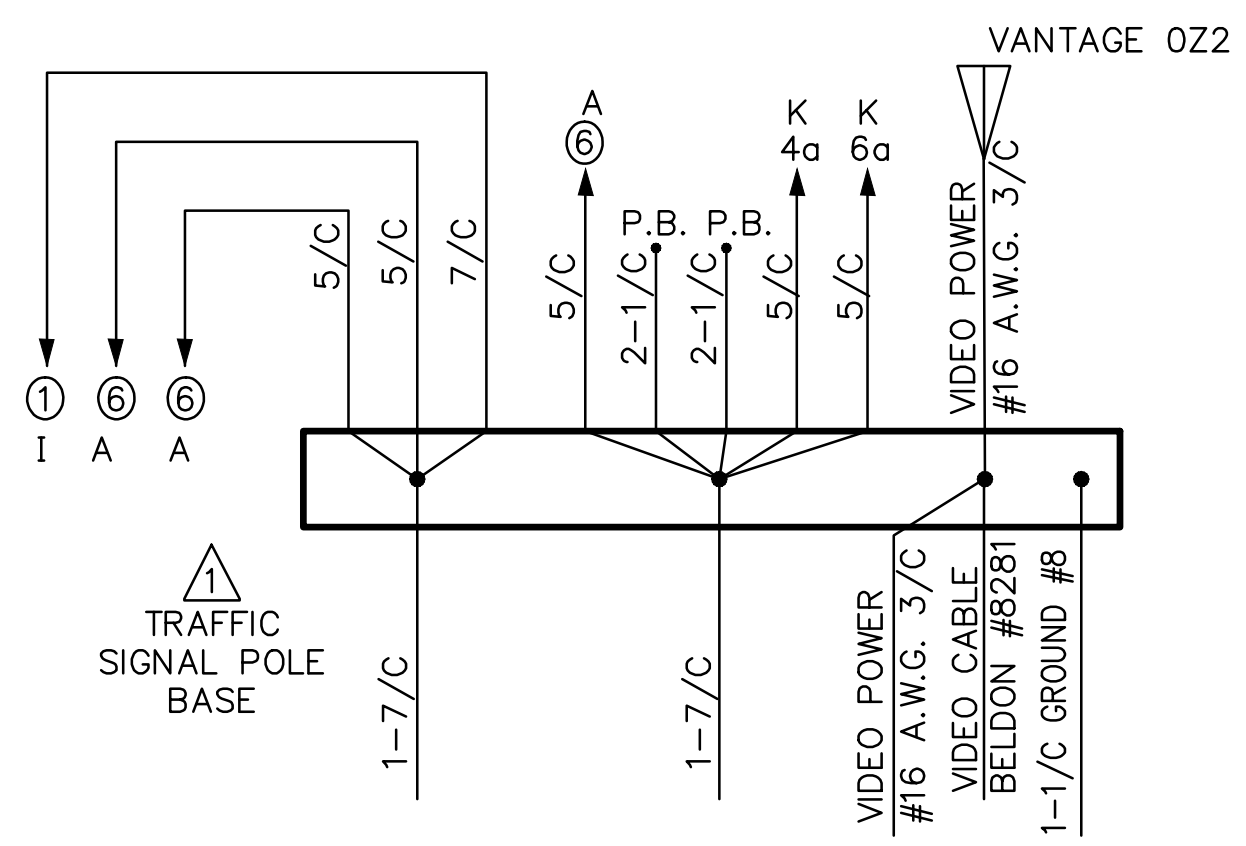 VANTAGE OZ2
A
6
K
4a
K
6a
P.B.
P.B.
5/C
5/C
7/C
5/C
2-1/C
2-1/C
5/C
5/C
VIDEO POWER
#16 A.W.G. 3/C
1
6
6
I
A
A
1
TRAFFIC
SIGNAL POLE
BASE
1-7/C
1-7/C
VIDEO POWER
#16 A.W.G. 3/C
VIDEO CABLE
BELDON #8281
1-1/C GROUND #8